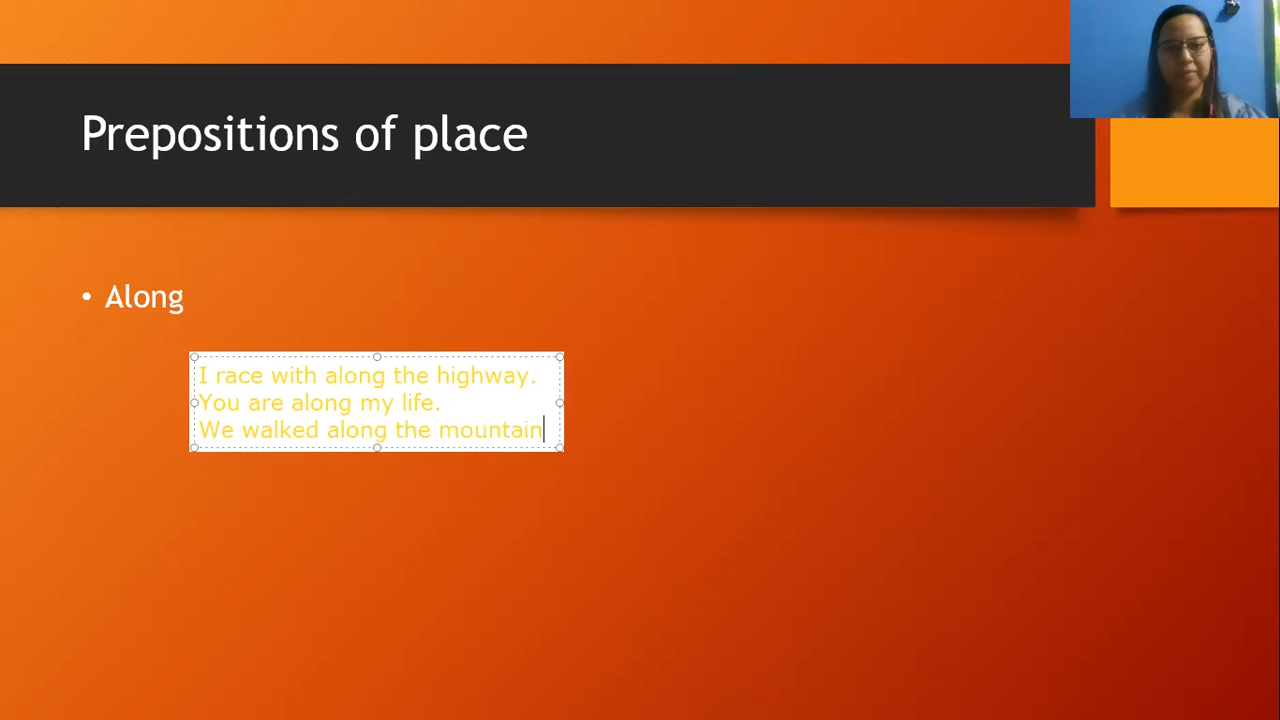 Prepositions of place
• Along
I race with along the highway.
You are along my life.
We walked along the mountain